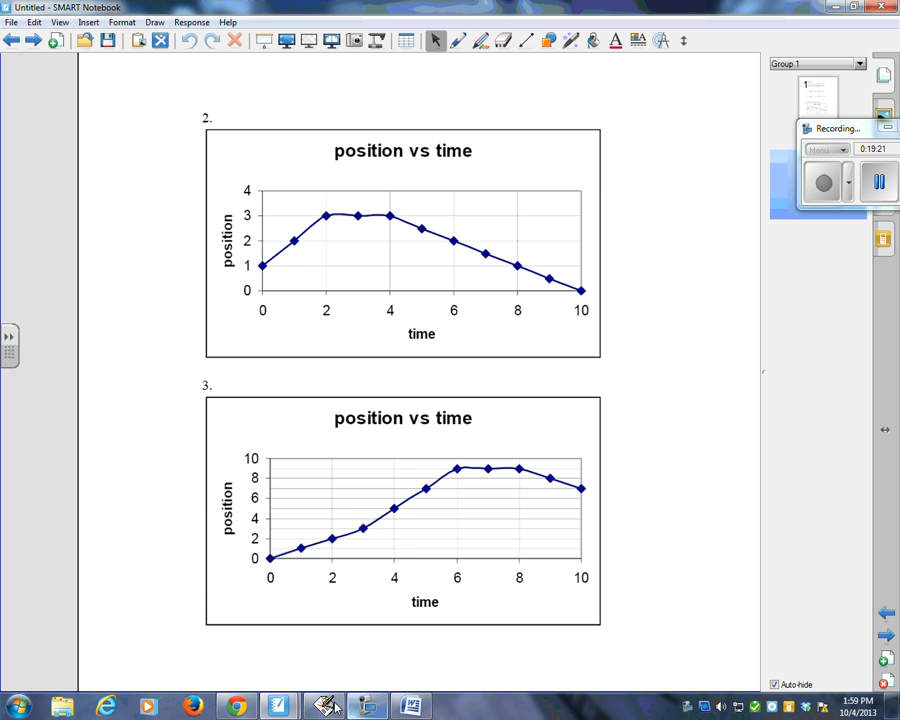 Untitled - SMART Notebook
File Edit View Insert Format Draw Response Help
Group 1
1
Recording...
Menu
0:19:21
2.
position vs time
4
3
2
1
0
position
0 2 4 6 8 10
time
3.
position vs time
10
8
6
4
2
0
position
0 2 4 6 8 10
time
Auto-hide
1:59 PM
10/4/2013